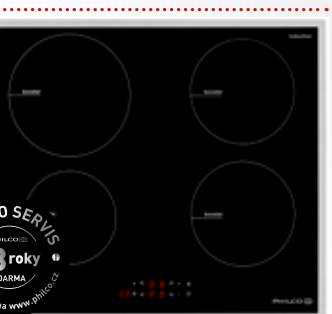 induction
booster
booster
booster
O SERVIS
PHILCO
3 roky
ZDARMA
na www.philco.cz
PHILCO